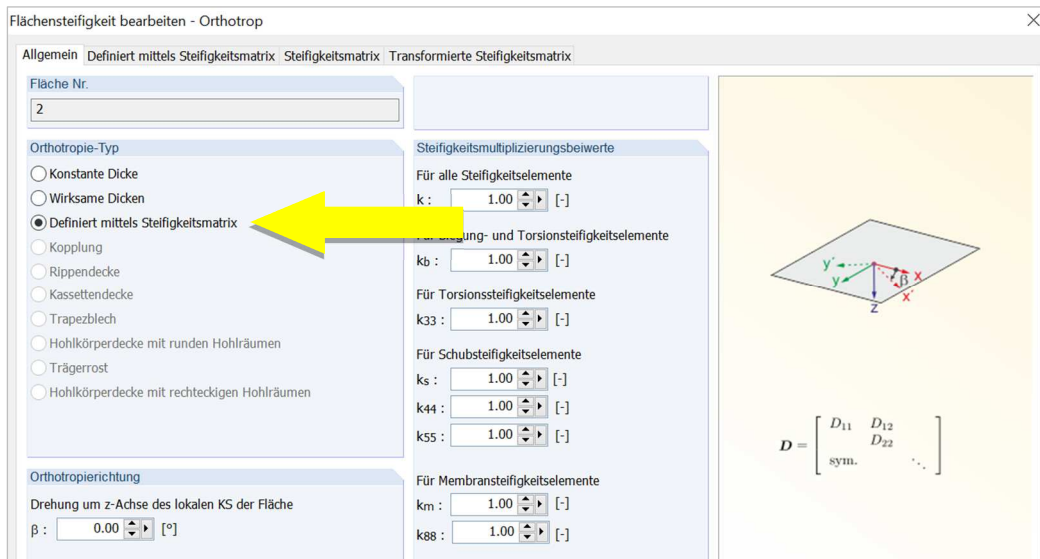 Flächensteifigkeit bearbeiten - Orthotrop
Allgemein Definiert mittels Steifigkeitsmatrix Steifigkeitsmatrix Transformierte Steifigkeitsmatrix
Fläche Nr.
2
Orthotropie-Typ
Konstante Dicke
Wirksame Dicken
Definiert mittels Steifigkeitsmatrix
Kopplung
Rippendecke
Kassettendecke
Trapezblech
Hohlkörperdecke mit runden Hohlräumen
Trägerrost
Hohlkörperdecke mit rechteckigen Hohlräumen
Orthotropierichtung
Drehung um z-Achse des lokalen KS der Fläche
β : 0.00 [°]
Steifigkeitsmultiplizierungsbeiwerte
Für alle Steifigkeitselemente
k : 1.00 [-]
und Torsionsteifigkeitselemente
kb : 1.00 [-]
Für Torsionssteifigkeitselemente
k33 : 1.00 [-]
Für Schubsteifigkeitselemente
ks : 1.00 [-]
k44 : 1.00 [-]
k55 : 1.00 [-]
Für Membransteifigkeitselemente
km : 1.00 [-]
k88 : 1.00 [-]
y´ x
y β
x´
z
D = [ D11 D12
D22
sym. ⋱ ]